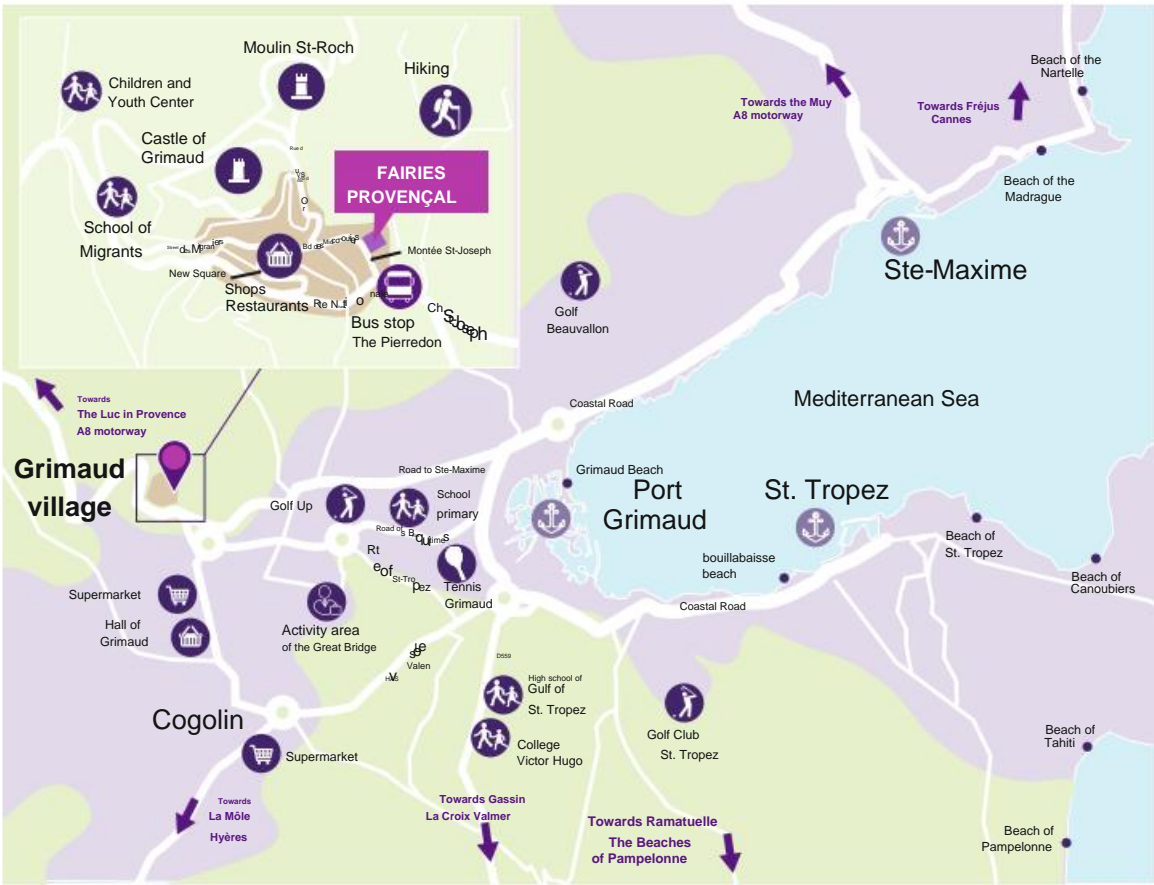 Moulin St-Roch
Hiking
Children and
Youth Center
Castle of
Grimaud
FAIRIES
PROVENÇAL
School of
Migrants
Montée St-Joseph
New Square
Shops
Restaurants
Bus stop
The Pierredon
Towards the Muy
A8 motorway
Towards Fréjus
Cannes
Beach of the
Nartelle
Beach of the
Madrague
Ste-Maxime
Golf
Beauvallon
Mediterranean Sea
Coastal Road
Towards
The Luc in Provence
A8 motorway
Grimaud
village
Road to Ste-Maxime
Grimaud Beach
Port
Grimaud
St. Tropez
Golf Up
School
primary
Tennis
Grimaud
bouillabaisse
beach
Beach of
St. Tropez
Beach of
Canoubiers
Coastal Road
Supermarket
Hall of
Grimaud
Activity area
of the Great Bridge
D559
High school of
Gulf of
St. Tropez
College
Victor Hugo
Golf Club
St. Tropez
Cogolin
Supermarket
Beach of
Tahiti
Towards
La Môle
Hyères
Towards Gassin
La Croix Valmer
Towards Ramatuelle
The Beaches
of Pampelonne
Beach of
Pampelonne